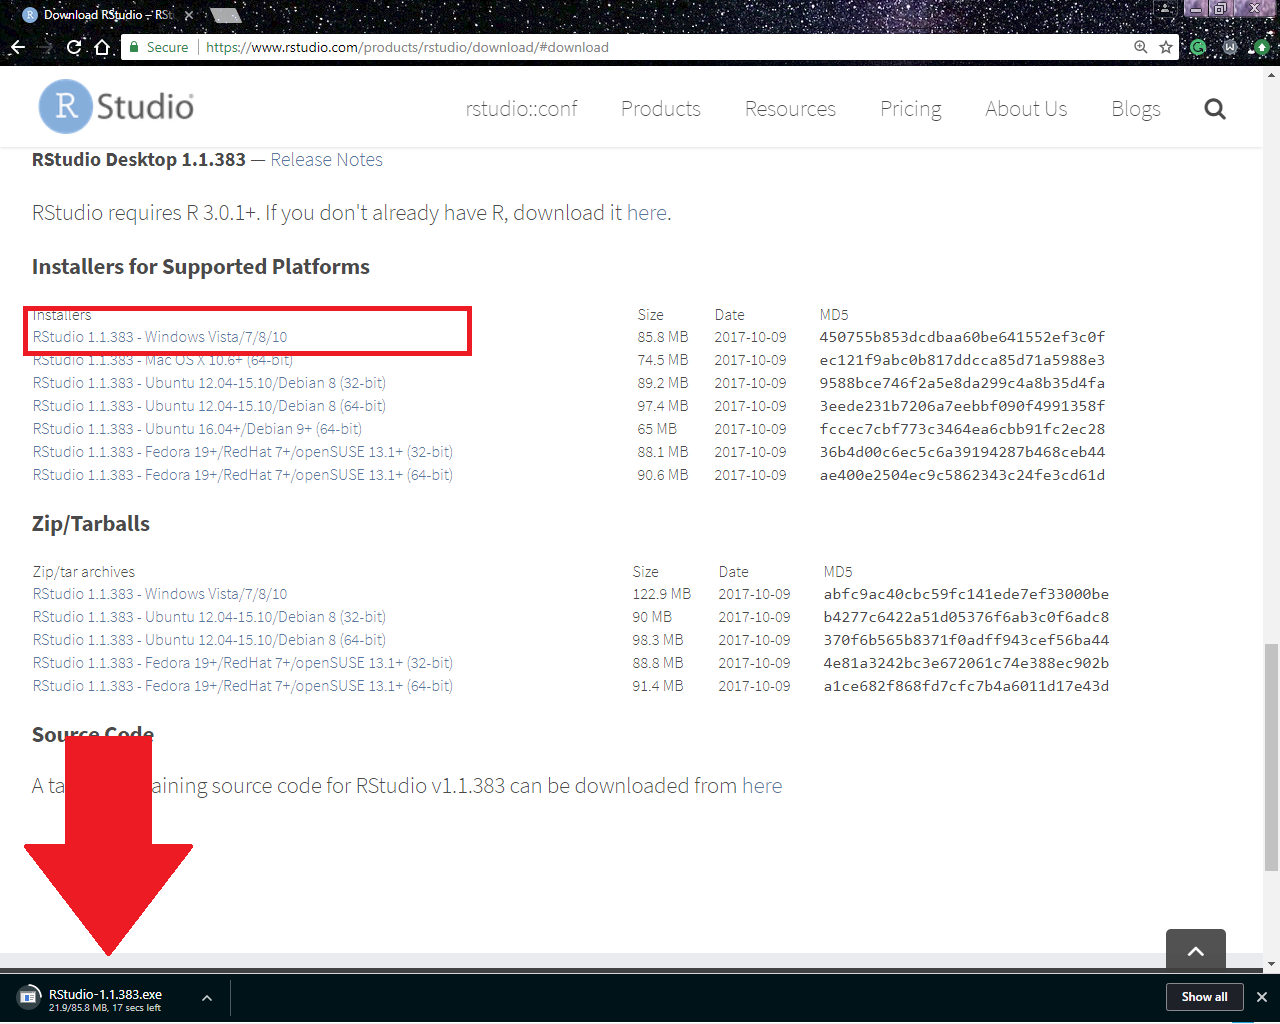 Download RStudio – RSt
Secure https://www.rstudio.com/products/rstudio/download/#download
R Studio
rstudio::conf Products Resources Pricing About Us Blogs
RStudio Desktop 1.1.383 — Release Notes
RStudio requires R 3.0.1+. If you don't already have R, download it here.
Installers for Supported Platforms
Installers Size Date MD5
RStudio 1.1.383 - Windows Vista/7/8/10 85.8 MB 2017-10-09 450755b853dcdbaa60be641552ef3c0f
RStudio 1.1.383 - Mac OS X 10.6+ (64-bit) 74.5 MB 2017-10-09 ec121f9abc0b817ddcca85d71a5988e3
RStudio 1.1.383 - Ubuntu 12.04-15.10/Debian 8 (32-bit) 89.2 MB 2017-10-09 9588bce746f2a5e8da299c4a8b35d4fa
RStudio 1.1.383 - Ubuntu 12.04-15.10/Debian 8 (64-bit) 97.4 MB 2017-10-09 3eede231b7206a7eebbf090f4991358f
RStudio 1.1.383 - Ubuntu 16.04+/Debian 9+ (64-bit) 65 MB 2017-10-09 fccec7cbf773c3464ea6cbb91fc2ec28
RStudio 1.1.383 - Fedora 19+/RedHat 7+/openSUSE 13.1+ (32-bit) 88.1 MB 2017-10-09 36b4d00c6ec5c6a39194287b468ceb44
RStudio 1.1.383 - Fedora 19+/RedHat 7+/openSUSE 13.1+ (64-bit) 90.6 MB 2017-10-09 ae400e2504ec9c5862343c24fe3cd61d
Zip/Tarballs
Zip/tar archives Size Date MD5
RStudio 1.1.383 - Windows Vista/7/8/10 122.9 MB 2017-10-09 abfc9ac40cbc59fc141ede7ef33000be
RStudio 1.1.383 - Ubuntu 12.04-15.10/Debian 8 (32-bit) 90 MB 2017-10-09 b4277c6422a51d05376f6ab3c0f6adc8
RStudio 1.1.383 - Ubuntu 12.04-15.10/Debian 8 (64-bit) 98.3 MB 2017-10-09 370f6b565b8371f0adff943cef56ba44
RStudio 1.1.383 - Fedora 19+/RedHat 7+/openSUSE 13.1+ (32-bit) 88.8 MB 2017-10-09 4e81a3242bc3e672061c74e388ec902b
RStudio 1.1.383 - Fedora 19+/RedHat 7+/openSUSE 13.1+ (64-bit) 91.4 MB 2017-10-09 a1ce682f868fd7cfc7b4a6011d17e43d
Source Code
A ta aining source code for RStudio v1.1.383 can be downloaded from here
RStudio-1.1.383.exe
21.9/85.8 MB, 17 secs left
Show all